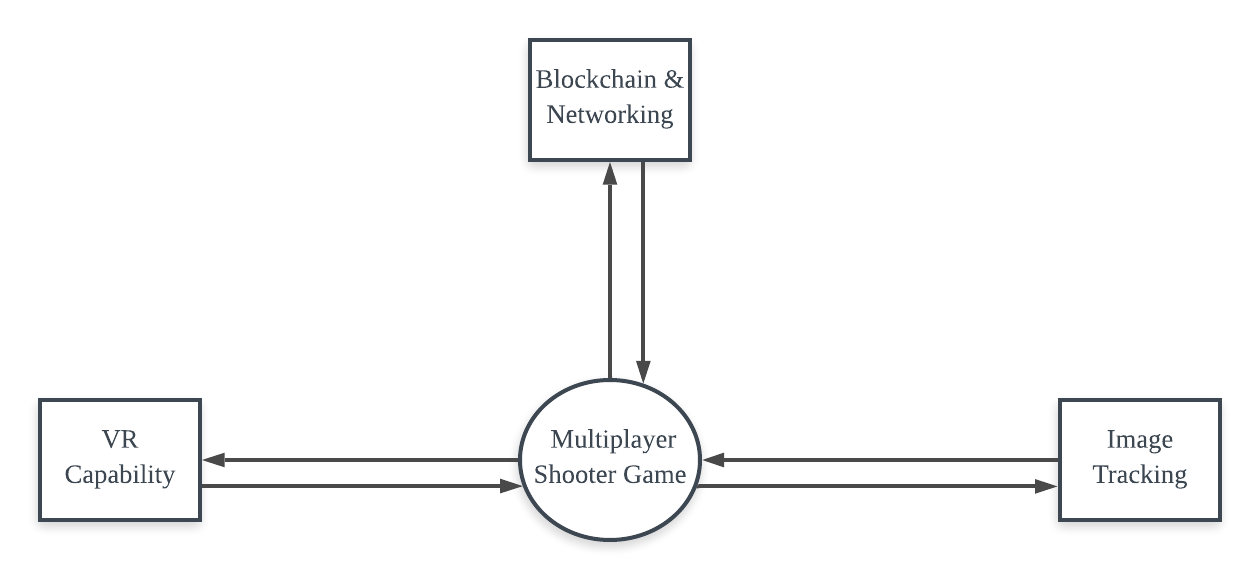 Blockchain &
Networking
VR
Capability
Multiplayer
Shooter Game
Image
Tracking